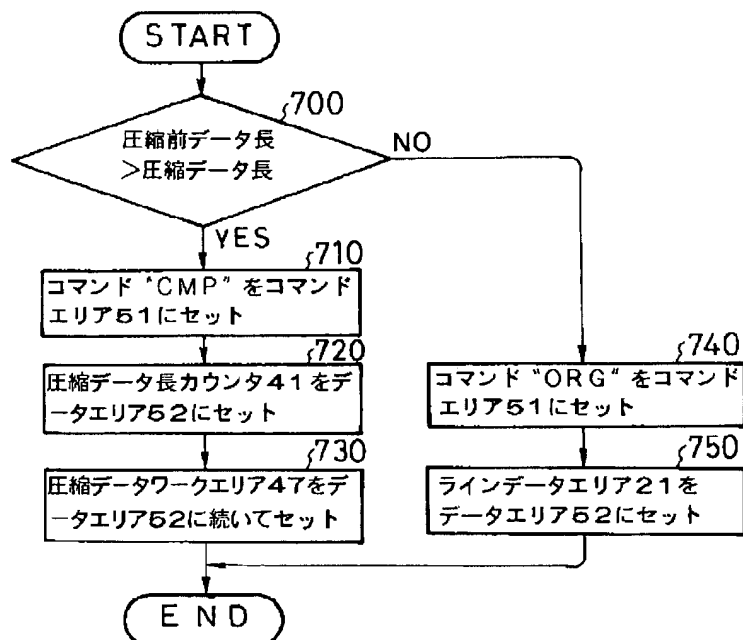 START
700
圧縮前データ長
>圧縮データ長
NO
YES
710
コマンド "CMP" をコマンド
エリア51にセット
720
圧縮データ長カウンタ41をデ
ータエリア52にセット
730
圧縮データワークエリア47をデ
ータエリア52に続いてセット
740
コマンド "ORG" をコマンド
エリア51にセット
750
ラインデータエリア21を
データエリア52にセット
END